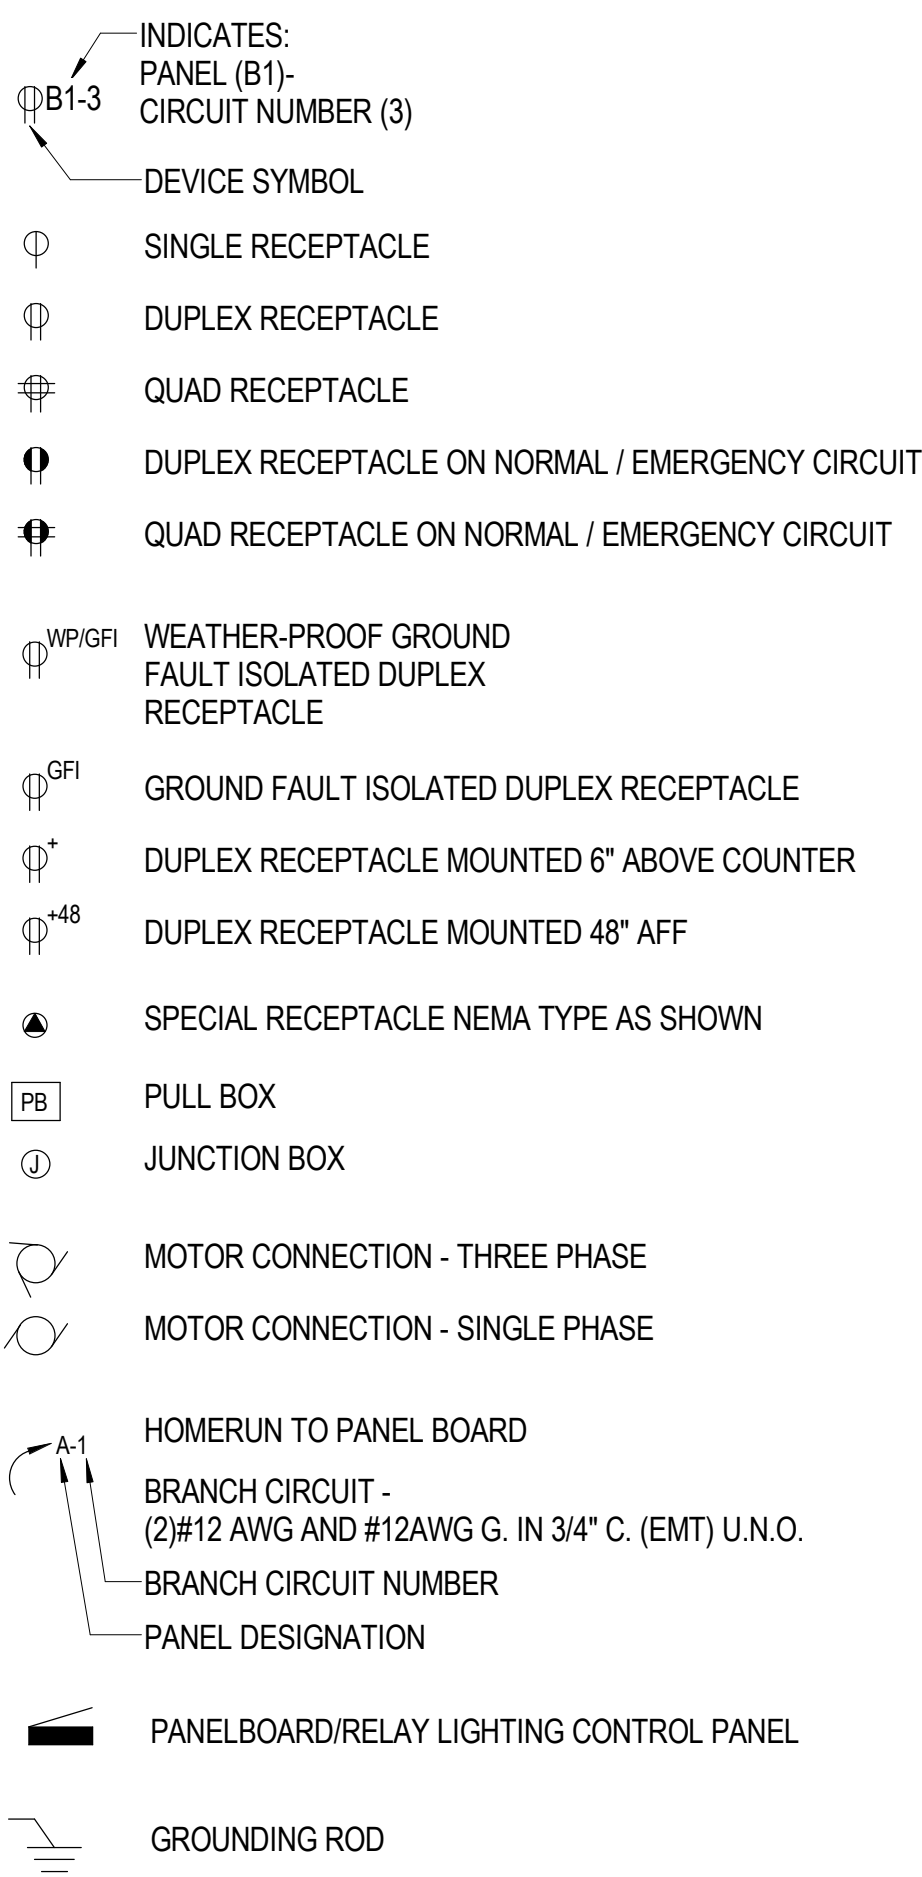 INDICATES:
PANEL (B1)-
B1-3
CIRCUIT NUMBER (3)
DEVICE SYMBOL
SINGLE RECEPTACLE
DUPLEX RECEPTACLE
QUAD RECEPTACLE
DUPLEX RECEPTACLE ON NORMAL / EMERGENCY CIRCUIT
QUAD RECEPTACLE ON NORMAL / EMERGENCY CIRCUIT
WP/GFI WEATHER-PROOF GROUND
FAULT ISOLATED DUPLEX
RECEPTACLE
GFI GROUND FAULT ISOLATED DUPLEX RECEPTACLE
+ DUPLEX RECEPTACLE MOUNTED 6" ABOVE COUNTER
+48 DUPLEX RECEPTACLE MOUNTED 48" AFF
SPECIAL RECEPTACLE NEMA TYPE AS SHOWN
PB PULL BOX
J JUNCTION BOX
MOTOR CONNECTION - THREE PHASE
MOTOR CONNECTION - SINGLE PHASE
A-1 HOMERUN TO PANEL BOARD
BRANCH CIRCUIT -
(2)#12 AWG AND #12AWG G. IN 3/4" C. (EMT) U.N.O.
BRANCH CIRCUIT NUMBER
PANEL DESIGNATION
PANELBOARD/RELAY LIGHTING CONTROL PANEL
GROUNDING ROD